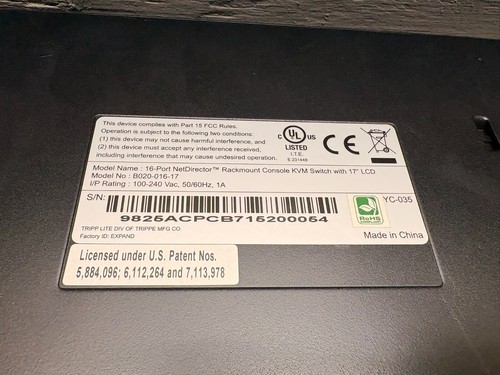 This device complies with Part 15 FCC Rules.
Operation is subject to the following two conditions:
(1) this device may not cause harmful interference, and
(2) this device must accept any interference received,
including interference that may cause undesired operation.
C UL US
LISTED
I.T.E.
E 231449
CE
Model Name : 16-Port NetDirector™ Rackmount Console KVM Switch with 17" LCD
Model No : B020-016-17
I/P Rating : 100-240 Vac, 50/60Hz, 1A
S/N:
9825ACPCB715200054
YC-035
RoHS
COMPLIANT
TRIPP LITE DIV OF TRIPPE MFG CO
Factory ID: EXPAND
Made in China
Licensed under U.S. Patent Nos.
5,884,096; 6,112,264 and 7,113,978